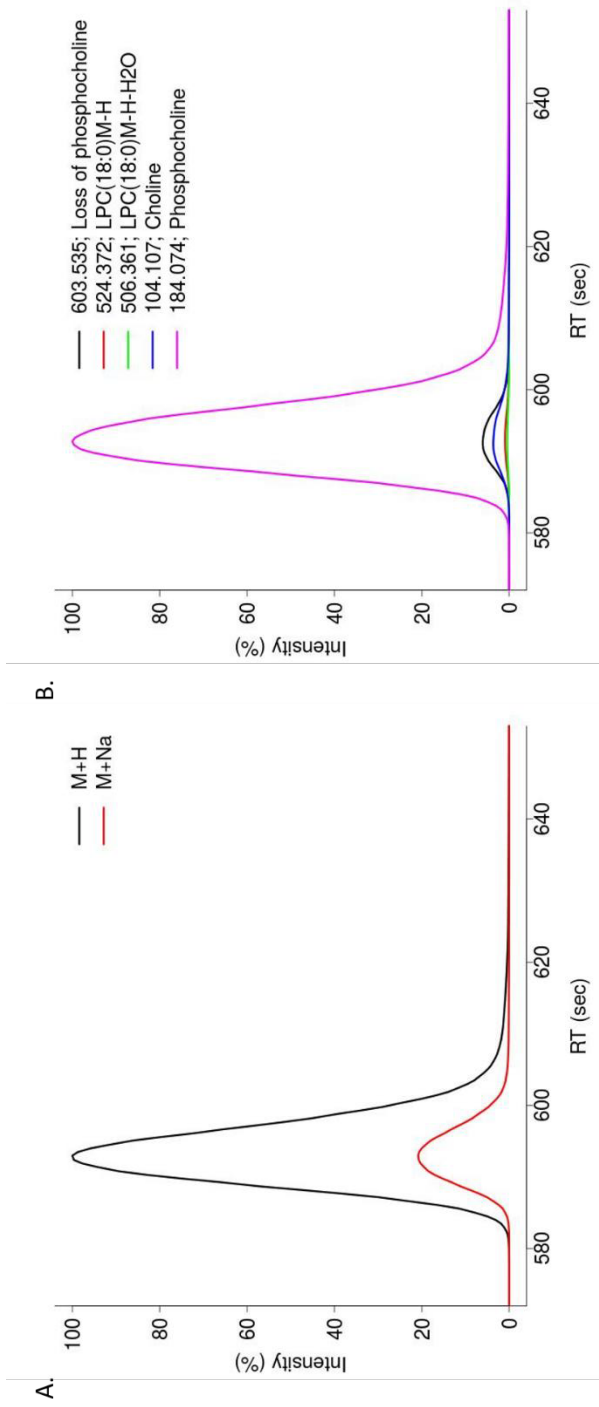 A.
Intensity (%)
100
80
60
40
20
0
M+H
M+Na
580
600
620
640
RT (sec)
B.
Intensity (%)
100
80
60
40
20
0
603.535; Loss of phosphocholine
524.372; LPC(18:0)M-H
506.361; LPC(18:0)M-H-H2O
104.107; Choline
184.074; Phosphocholine
580
600
620
640
RT (sec)